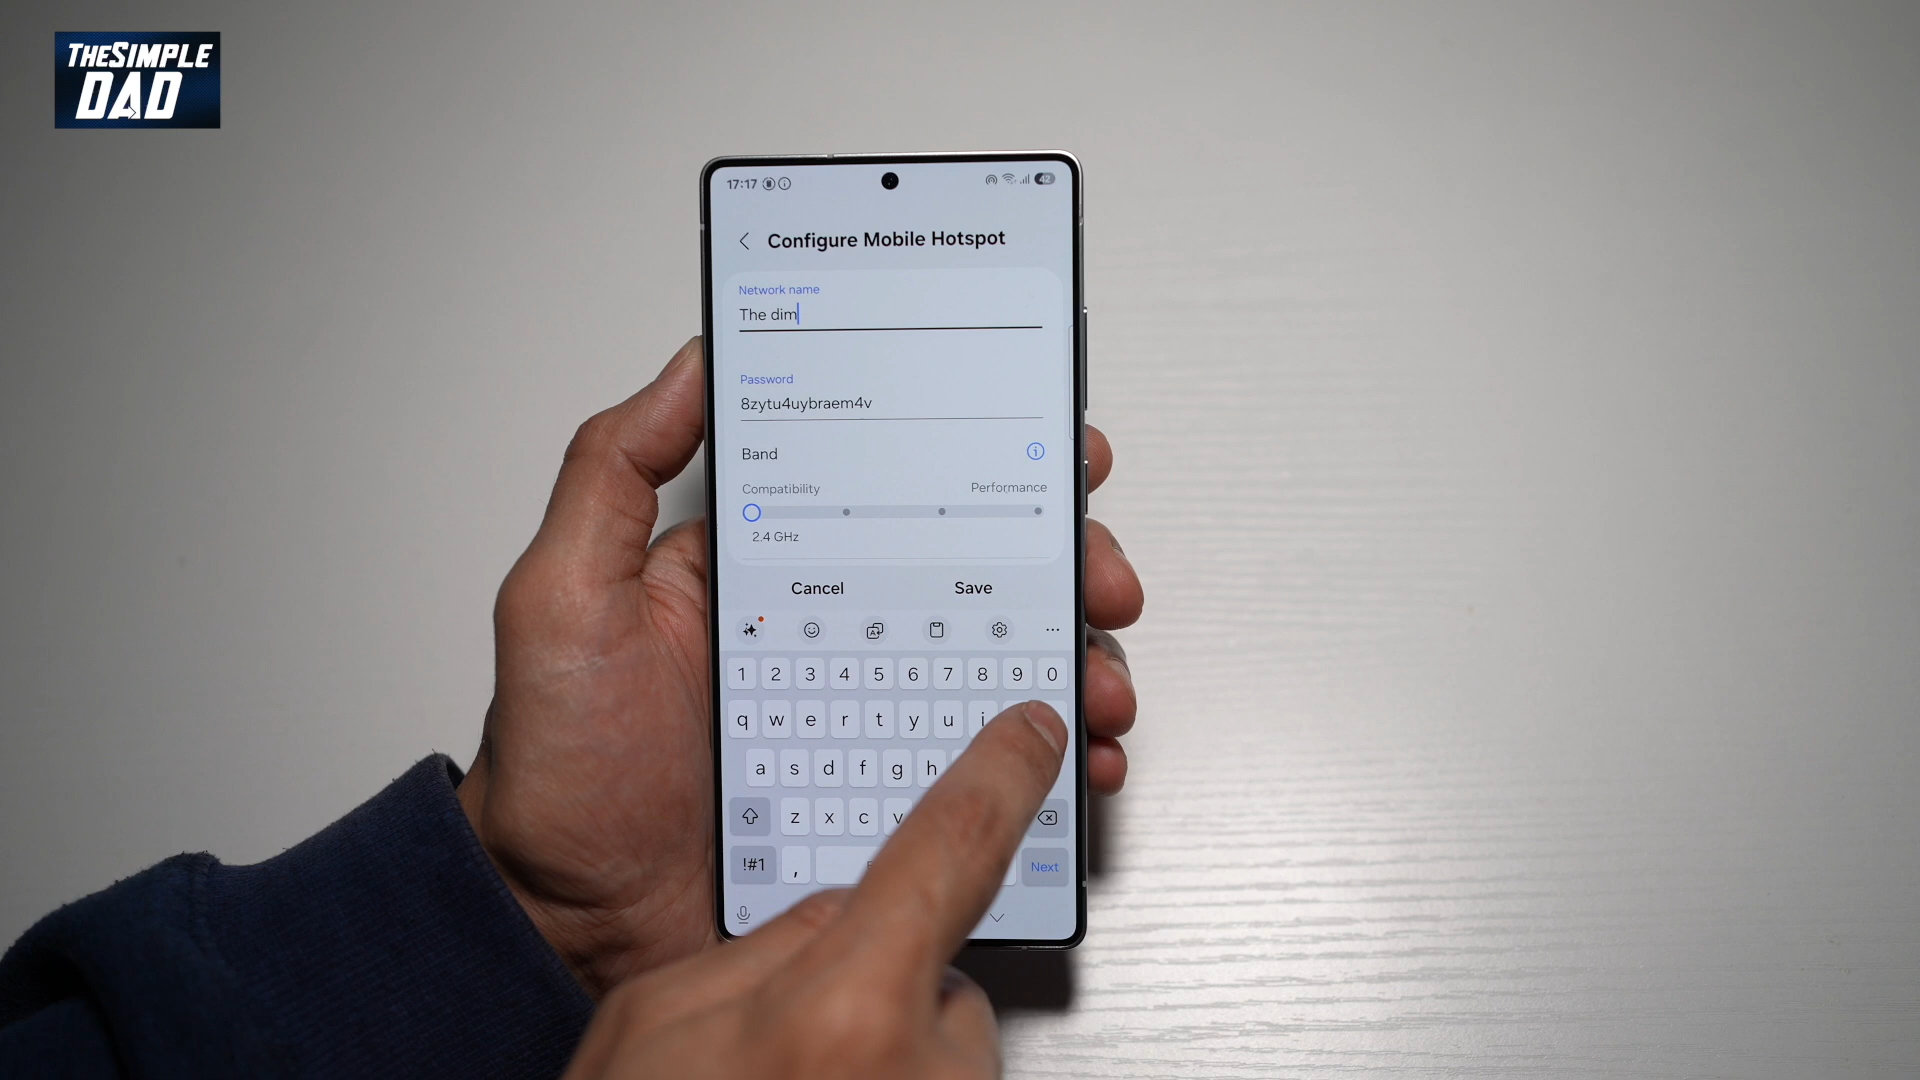 THESIMPLE
DAD
17:17
42
Configure Mobile Hotspot
Network name
The dim
Password
8zytu4uybraem4v
Band
Compatibility Performance
2.4 GHz
Cancel Save
1 2 3 4 5 6 7 8 9 0
q w e r t y u i
a s d f g h
z x c v
!#1 , Next